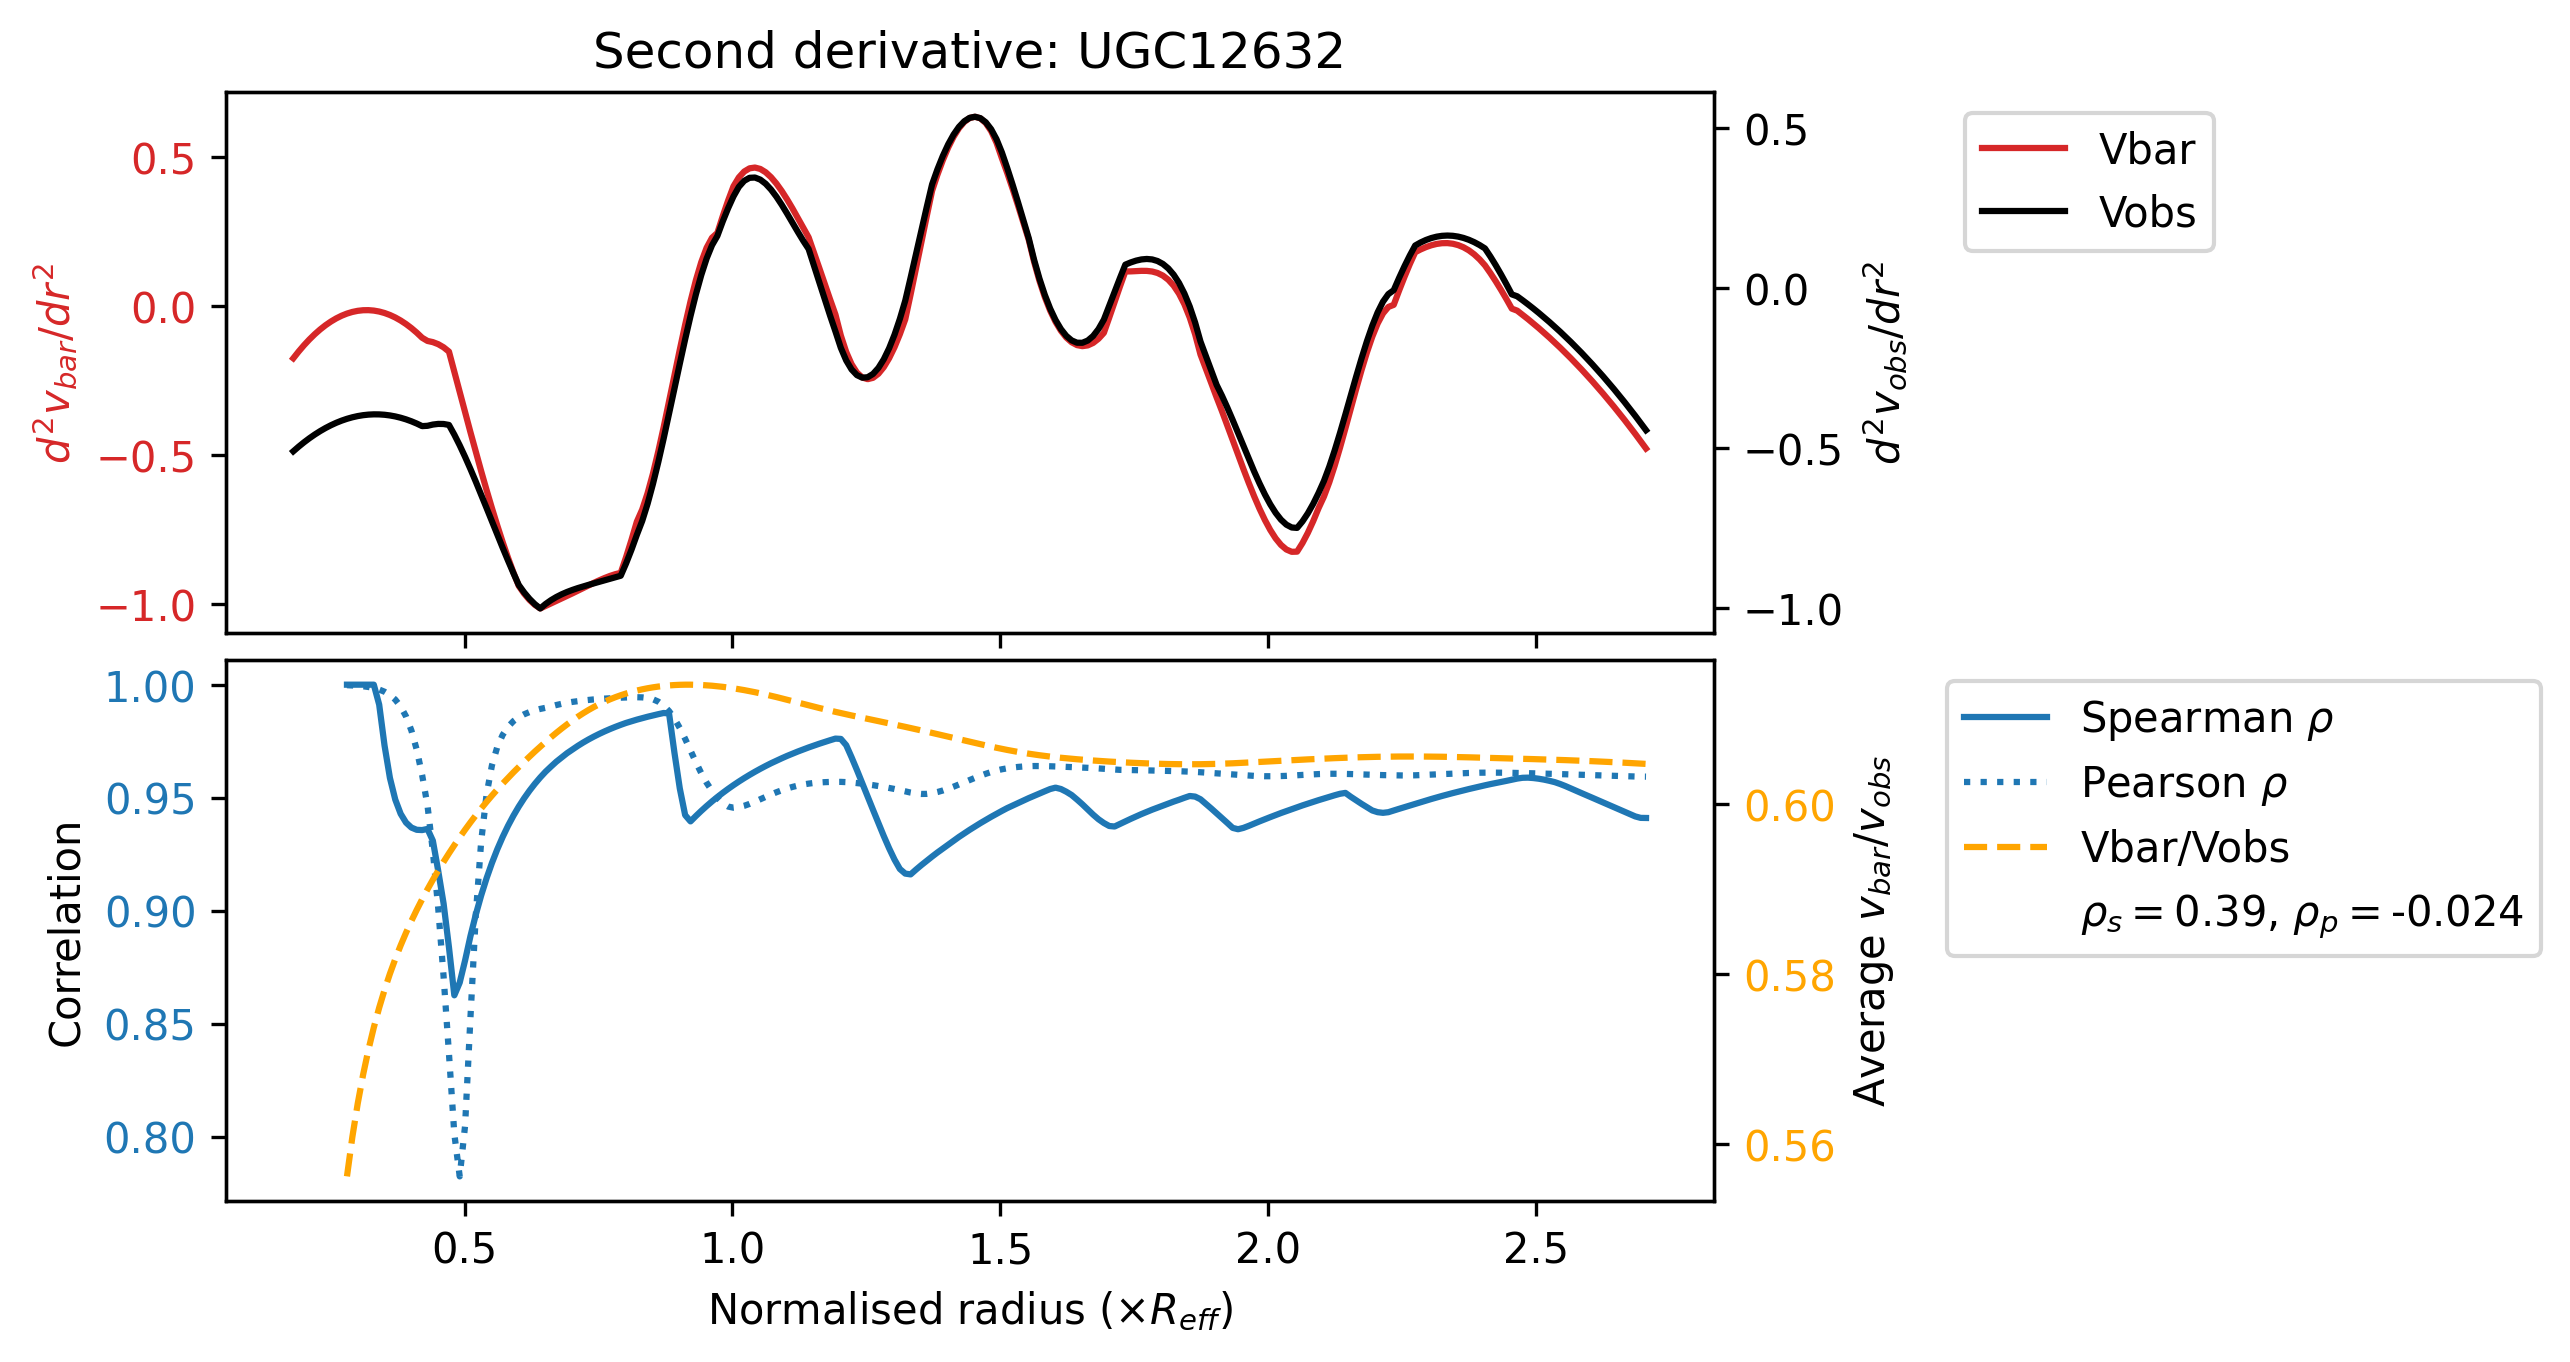 Second derivative: UGC12632
d²v_bar/dr²
0.5
0.0
−0.5
−1.0
0.5
0.0
−0.5
−1.0
d²v_obs/dr²
Vbar
Vobs
Correlation
1.00
0.95
0.90
0.85
0.80
0.60
0.58
0.56
Average v_bar/v_obs
Spearman ρ
Pearson ρ
Vbar/Vobs
ρ_s = 0.39, ρ_p = -0.024
0.5 1.0 1.5 2.0 2.5
Normalised radius (×R_eff)